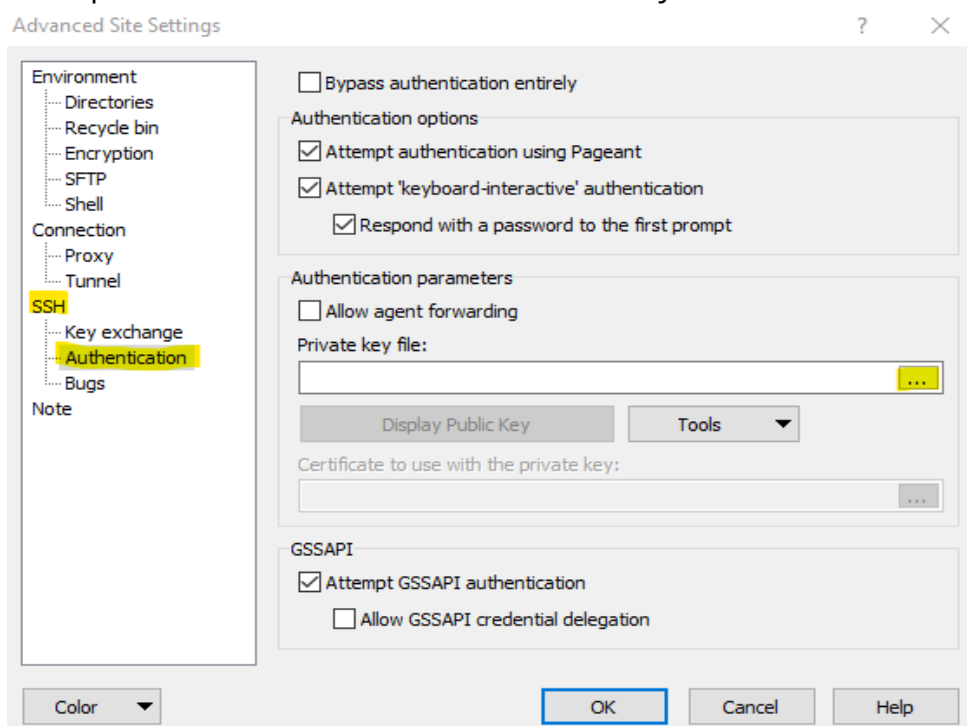 Advanced Site Settings ? ×
Environment
Directories
Recycle bin
Encryption
SFTP
Shell
Connection
Proxy
Tunnel
SSH
Key exchange
Authentication
Bugs
Note
Bypass authentication entirely
Authentication options
Attempt authentication using Pageant
Attempt 'keyboard-interactive' authentication
Respond with a password to the first prompt
Authentication parameters
Allow agent forwarding
Private key file:
...
Display Public Key Tools
Certificate to use with the private key:
...
GSSAPI
Attempt GSSAPI authentication
Allow GSSAPI credential delegation
Color OK Cancel Help